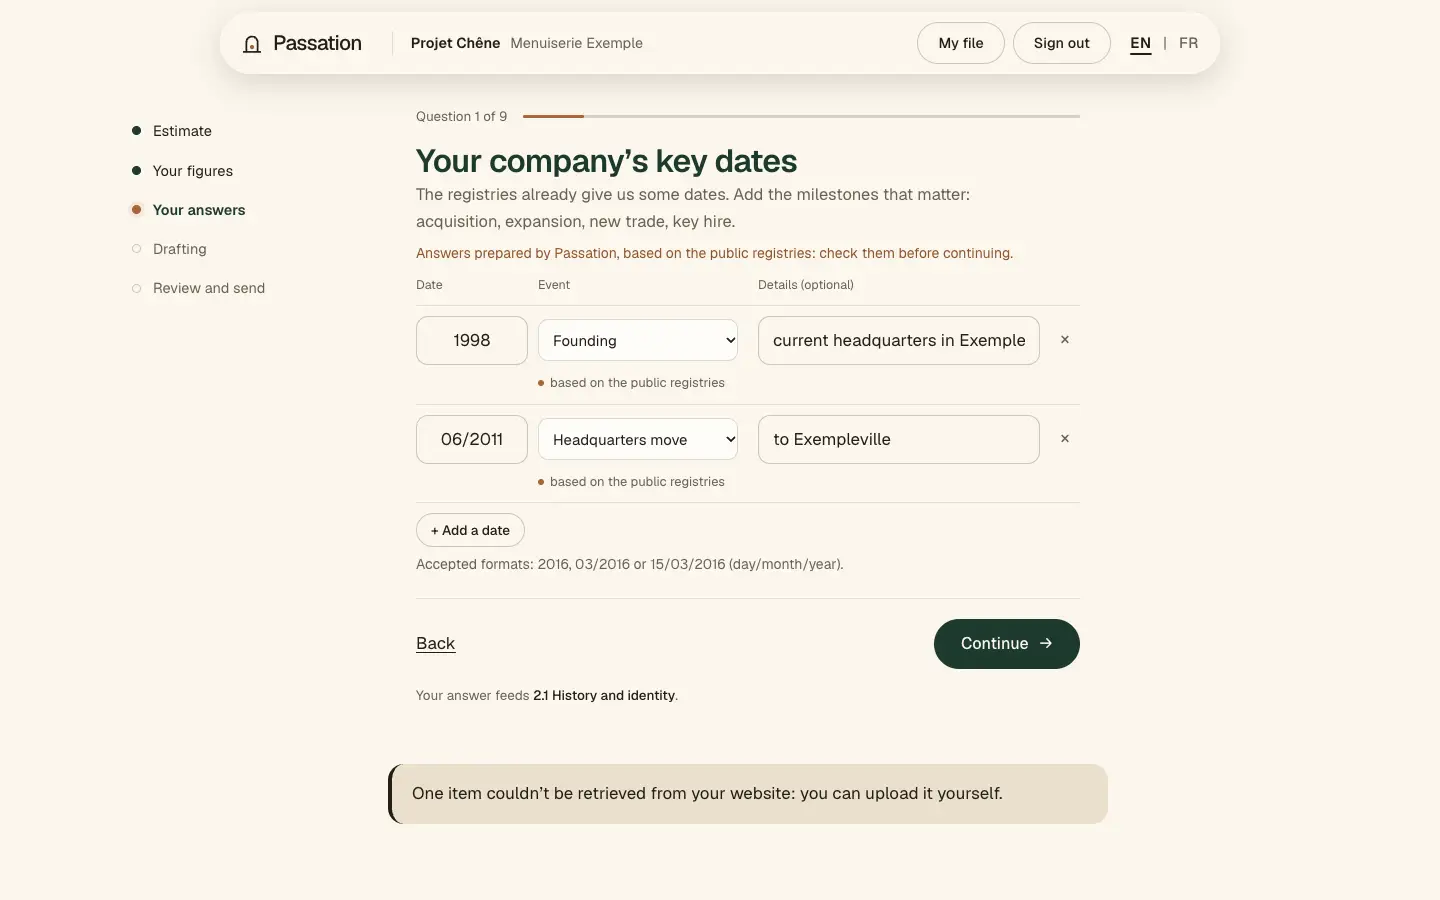 Passation
Projet Chêne Menuiserie Exemple
My file
Sign out
EN | FR
Estimate
Your figures
Your answers
Drafting
Review and send
Question 1 of 9
Your company’s key dates
The registries already give us some dates. Add the milestones that matter:
acquisition, expansion, new trade, key hire.
Answers prepared by Passation, based on the public registries: check them before continuing.
Date Event Details (optional)
1998 Founding current headquarters in Exemple ×
based on the public registries
06/2011 Headquarters move to Exempleville ×
based on the public registries
+ Add a date
Accepted formats: 2016, 03/2016 or 15/03/2016 (day/month/year).
Back
Continue →
Your answer feeds 2.1 History and identity.
One item couldn’t be retrieved from your website: you can upload it yourself.